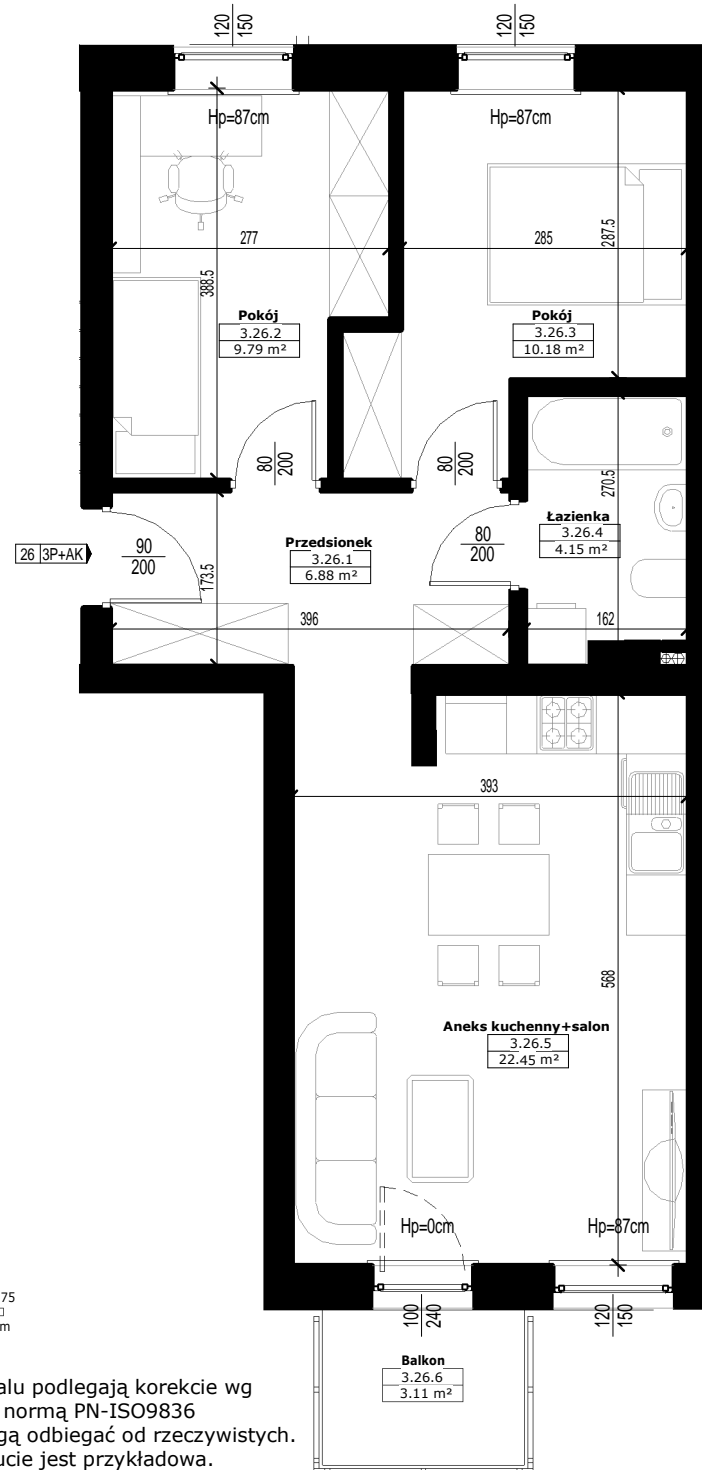 120
150
120
150
Hp=87cm
Hp=87cm
277
285
388.5
287.5
Pokój
3.26.2
9.79 m²
Pokój
3.26.3
10.18 m²
80
200
80
200
270.5
Łazienka
3.26.4
4.15 m²
26 3P+AK
90
200
Przedsionek
3.26.1
6.88 m²
80
200
173.5
396
162
393
568
Aneks kuchenny+salon
3.26.5
22.45 m²
Hp=0cm
Hp=87cm
75
m
100
240
120
150
Balkon
3.26.6
3.11 m²
alu podlegają korekcie wg
normą PN-ISO9836
gą odbiegać od rzeczywistych.
ucie jest przykładowa.